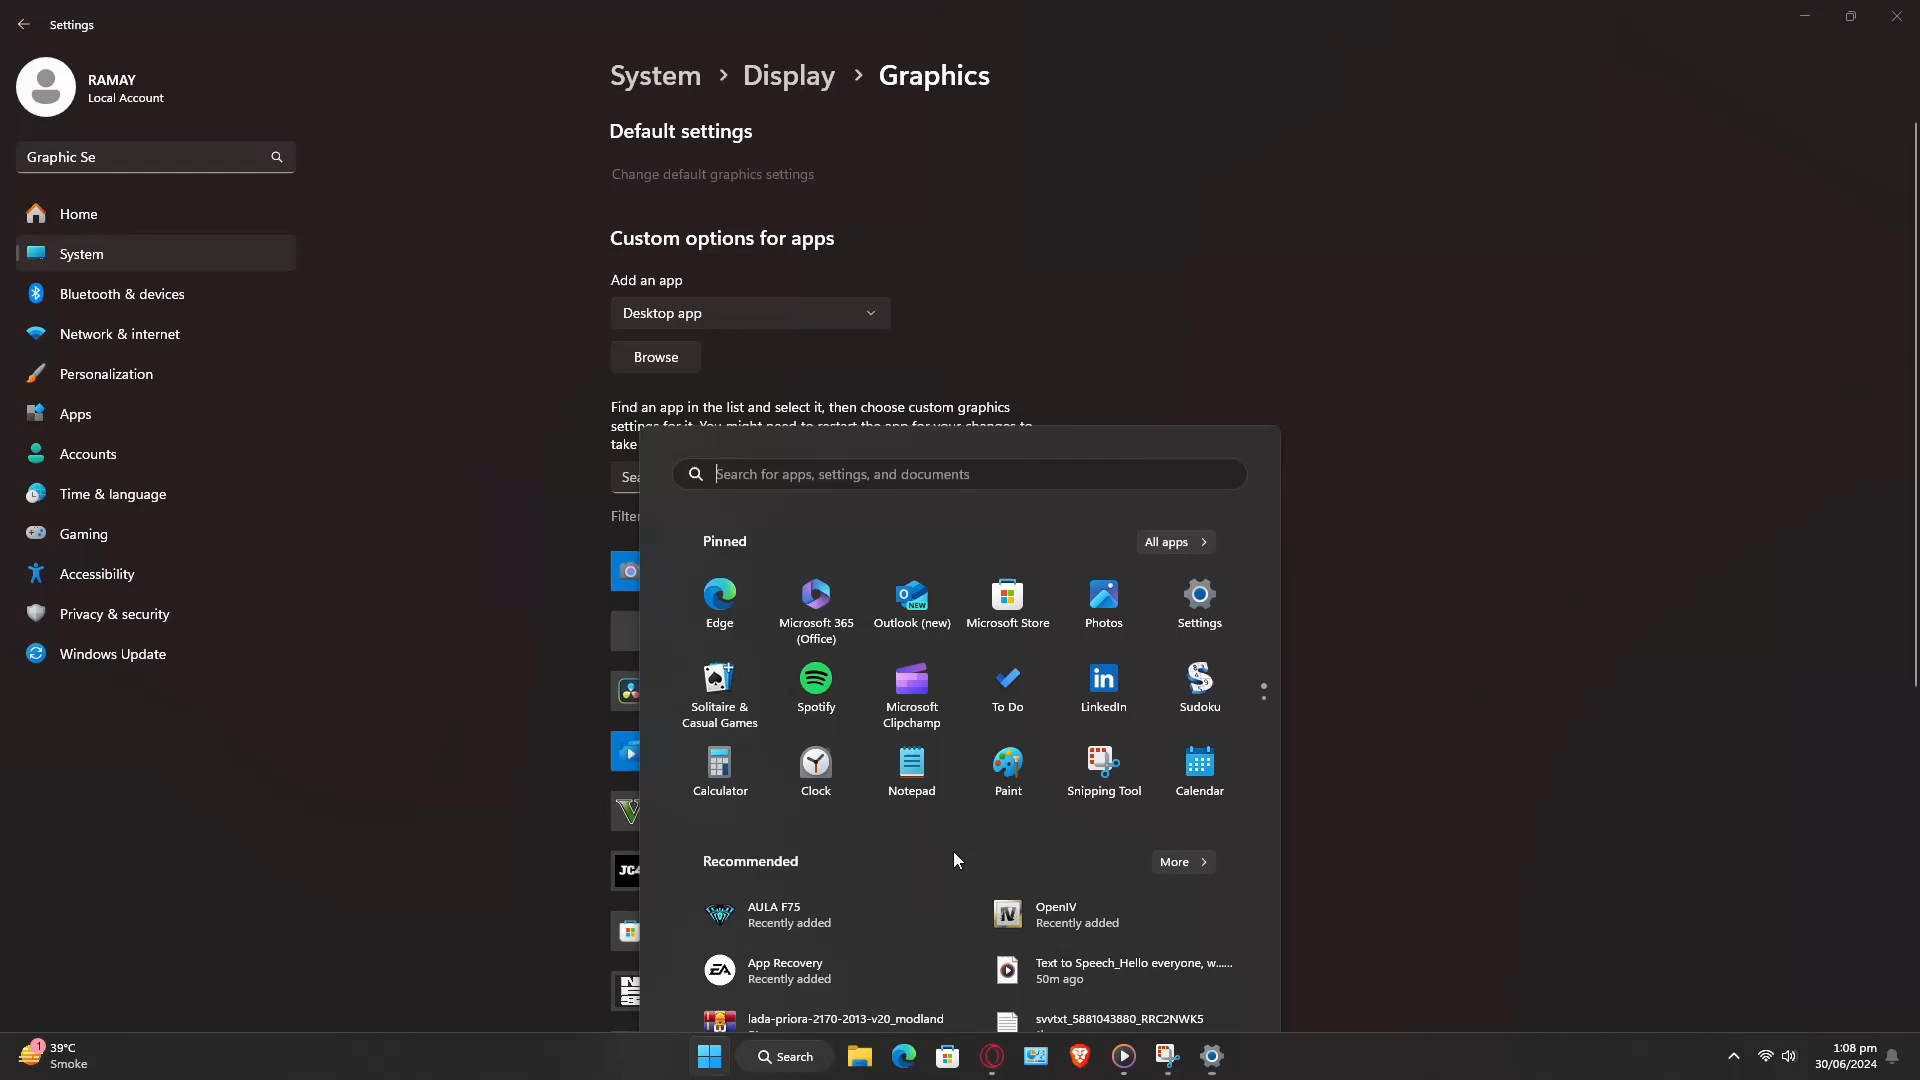 Settings
RAMAY
Local Account
Graphic Se
Home
System
Bluetooth & devices
Network & internet
Personalization
Apps
Accounts
Time & language
Gaming
Accessibility
Privacy & security
Windows Update
System › Display › Graphics
Default settings
Change default graphics settings
Custom options for apps
Add an app
Desktop app
Browse
Find an app in the list and select it, then choose custom graphics
settings for it. You might need to restart the app for your changes to
take
Sea
Filter
JC4
Search for apps, settings, and documents
Pinned
All apps
Edge
Microsoft 365
(Office)
Outlook (new)
Microsoft Store
Photos
Settings
Solitaire &
Casual Games
Spotify
Microsoft
Clipchamp
To Do
LinkedIn
Sudoku
Calculator
Clock
Notepad
Paint
Snipping Tool
Calendar
Recommended
More
AULA F75
Recently added
OpenIV
Recently added
App Recovery
Recently added
Text to Speech_Hello everyone, w......
50m ago
lada-priora-2170-2013-v20_modland
svvtxt_5881043880_RRC2NWK5
1
39°C
Smoke
Search
1:08 pm
30/06/2024